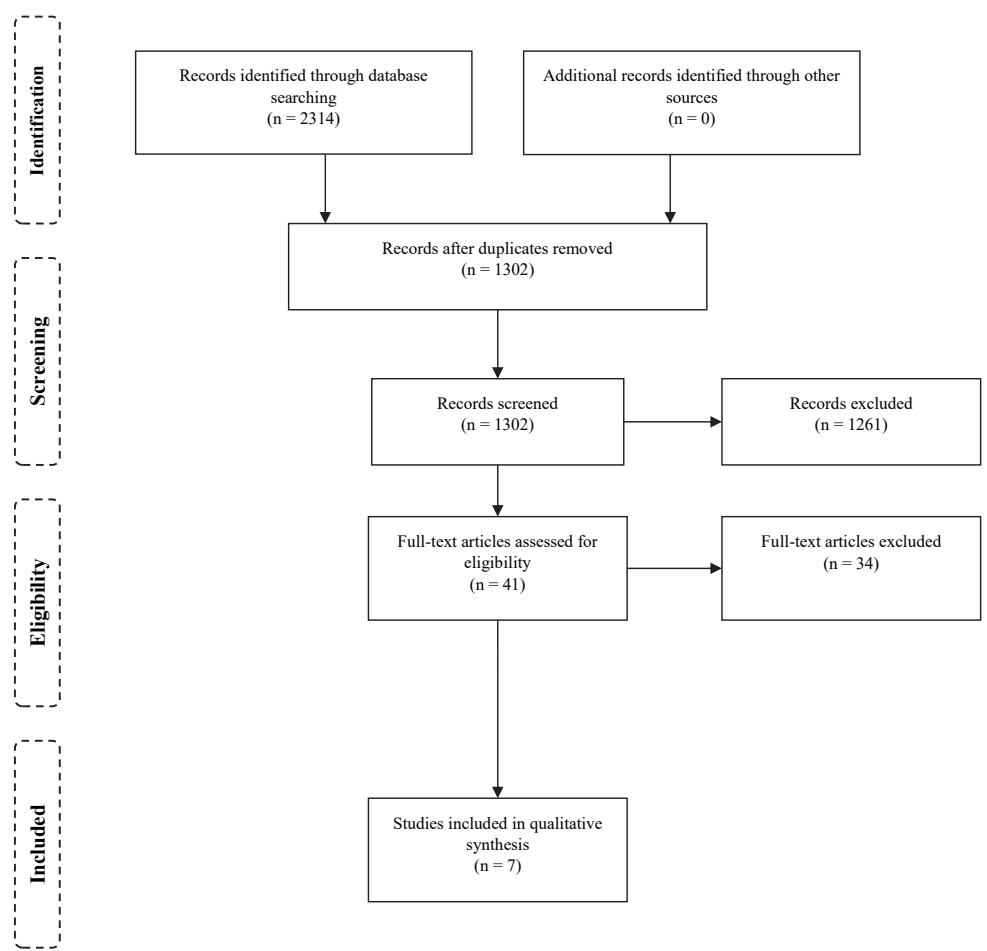 Identification
Records identified through database
searching
(n = 2314)
Additional records identified through other
sources
(n = 0)
Records after duplicates removed
(n = 1302)
Screening
Records screened
(n = 1302)
Records excluded
(n = 1261)
Eligibility
Full-text articles assessed for
eligibility
(n = 41)
Full-text articles excluded
(n = 34)
Included
Studies included in qualitative
synthesis
(n = 7)